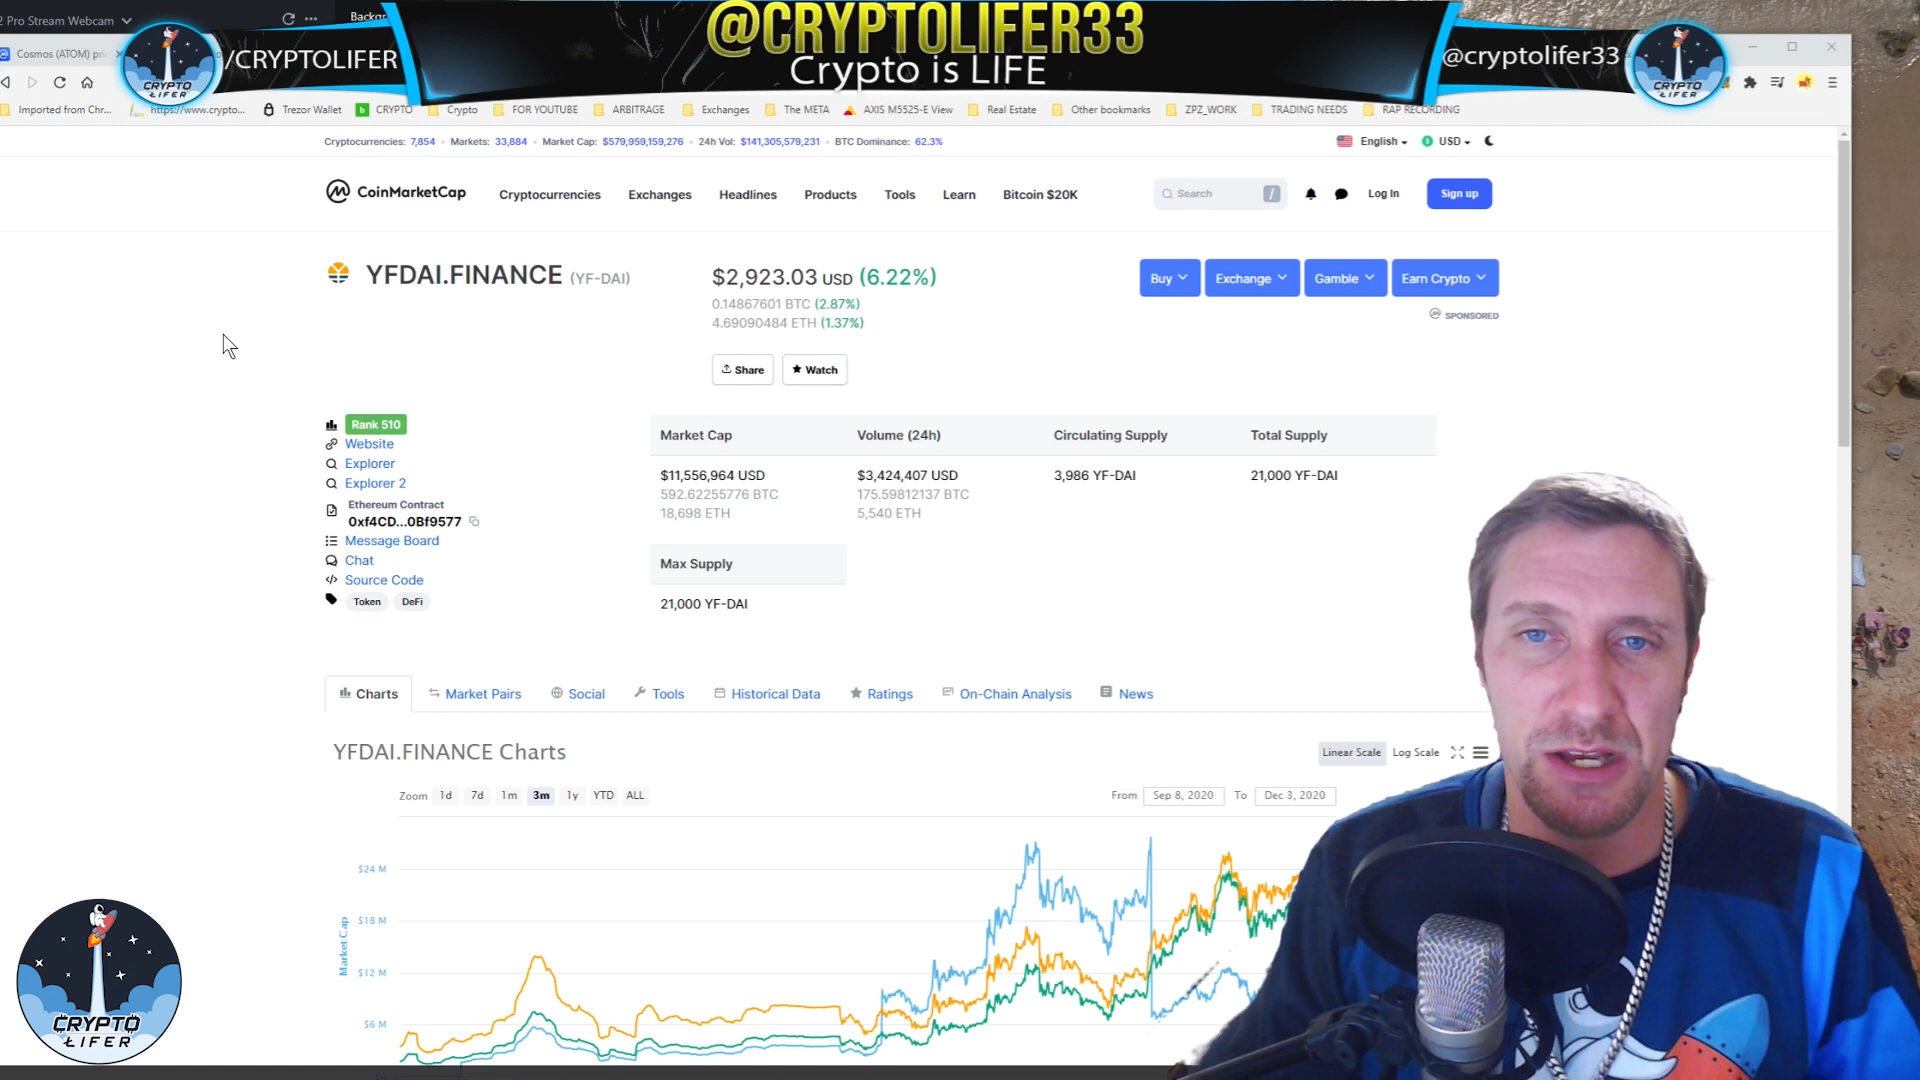 2 Pro Stream Webcam
Backgr
@CRYPTOLIFER33
Crypto is LIFE
/CRYPTOLIFER
@cryptolifer33
CRYPTO
LIFER
CRYPTO
LIFER
Cosmos (ATOM) pri
Imported from Chr...
https://www.crypto...
Trezor Wallet
CRYPTO
Crypto
FOR YOUTUBE
ARBITRAGE
Exchanges
The META
AXIS M5525-E View
Real Estate
Other bookmarks
ZPZ_WORK
TRADING NEEDS
RAP RECORDING
Cryptocurrencies: 7,854 • Markets: 33,884 • Market Cap: $579,959,159,276 • 24h Vol: $141,305,579,231 • BTC Dominance: 62.3%
English
USD
CoinMarketCap
Cryptocurrencies
Exchanges
Headlines
Products
Tools
Learn
Bitcoin $20K
Search
/
Log In
Sign up
YFDAI.FINANCE (YF-DAI)
$2,923.03 USD (6.22%)
0.14867601 BTC (2.87%)
4.69090484 ETH (1.37%)
Buy
Exchange
Gamble
Earn Crypto
SPONSORED
Share
Watch
Rank 510
Website
Explorer
Explorer 2
Ethereum Contract
0xf4CD...0Bf9577
Message Board
Chat
Source Code
Token
DeFi
Market Cap
Volume (24h)
Circulating Supply
Total Supply
$11,556,964 USD
$3,424,407 USD
3,986 YF-DAI
21,000 YF-DAI
592.62255776 BTC
175.59812137 BTC
18,698 ETH
5,540 ETH
Max Supply
21,000 YF-DAI
Charts
Market Pairs
Social
Tools
Historical Data
Ratings
On-Chain Analysis
News
YFDAI.FINANCE Charts
Linear Scale
Log Scale
Zoom
1d
7d
1m
3m
1y
YTD
ALL
From
Sep 8, 2020
To
Dec 3, 2020
$24 M
$18 M
$12 M
$6 M
Market Cap
CRYPTO
ŁIFER